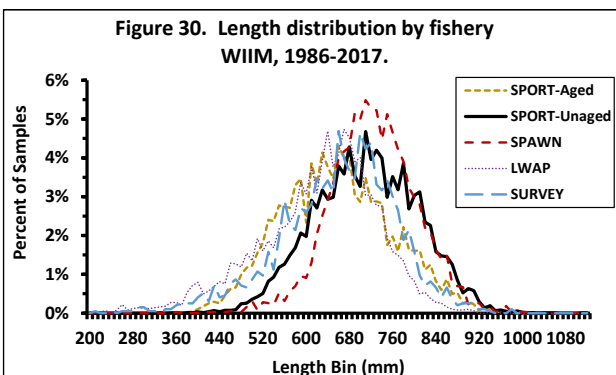 Figure 30. Length distribution by fishery
WIIM, 1986-2017.
6%
5%
4%
3%
2%
1%
0%
Percent of Samples
SPORT-Aged
SPORT-Unaged
SPAWN
LWAP
SURVEY
200 280 360 440 520 600 680 760 840 920 1000 1080
Length Bin (mm)